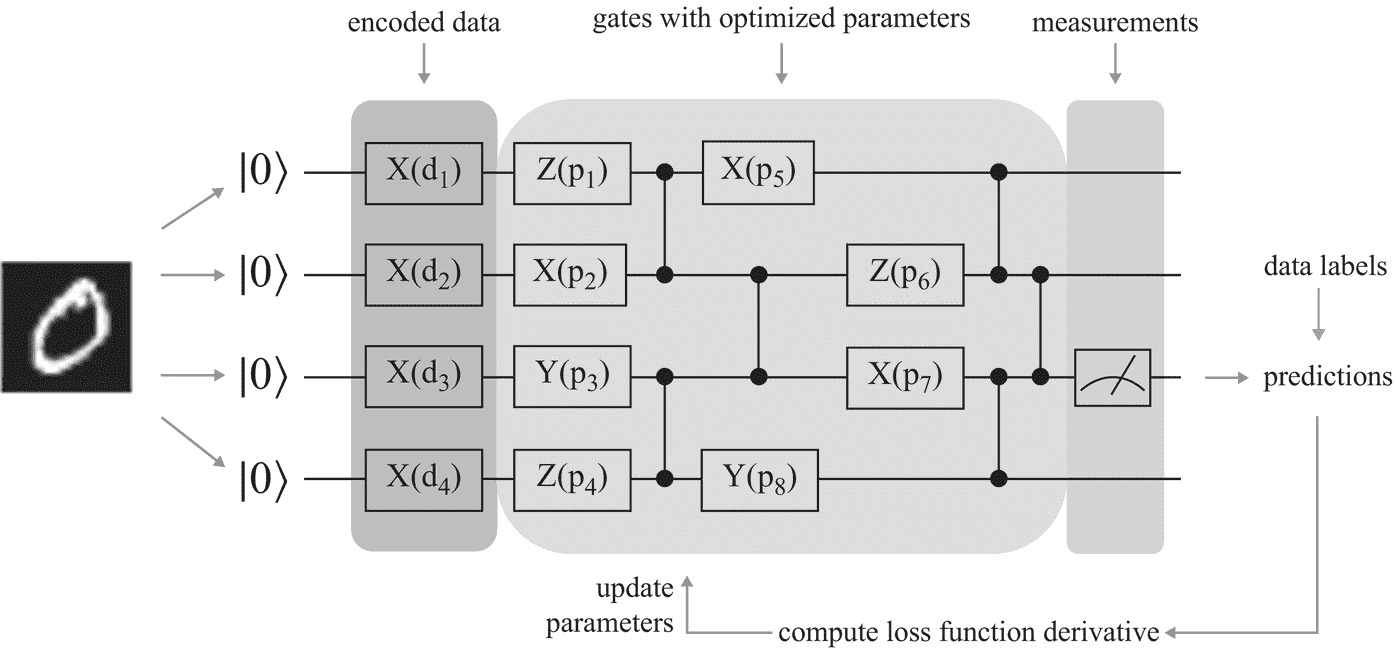 encoded data
gates with optimized parameters
measurements
|0⟩ X(d₁) Z(p₁) X(p₅)
|0⟩ X(d₂) X(p₂) Z(p₆)
data labels
|0⟩ X(d₃) Y(p₃) X(p₇)
predictions
|0⟩ X(d₄) Z(p₄) Y(p₈)
update
parameters
compute loss function derivative